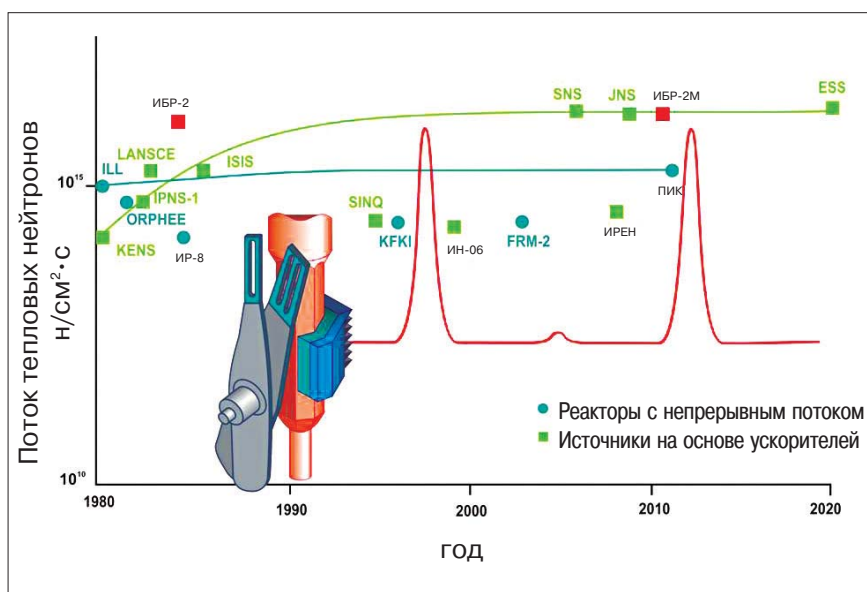 Поток тепловых нейтронов
н/см²·с
10¹⁵
10¹⁰
ИБР-2
SNS
JNS
ИБР-2М
ESS
LANSCE
ISIS
ILL
IPNS-1
ORPHEE
ПИК
KENS
ИР-8
SINQ
KFKI
ИН-06
FRM-2
ИРЕН
Реакторы с непрерывным потоком
Источники на основе ускорителей
1980
1990
2000
2010
2020
год